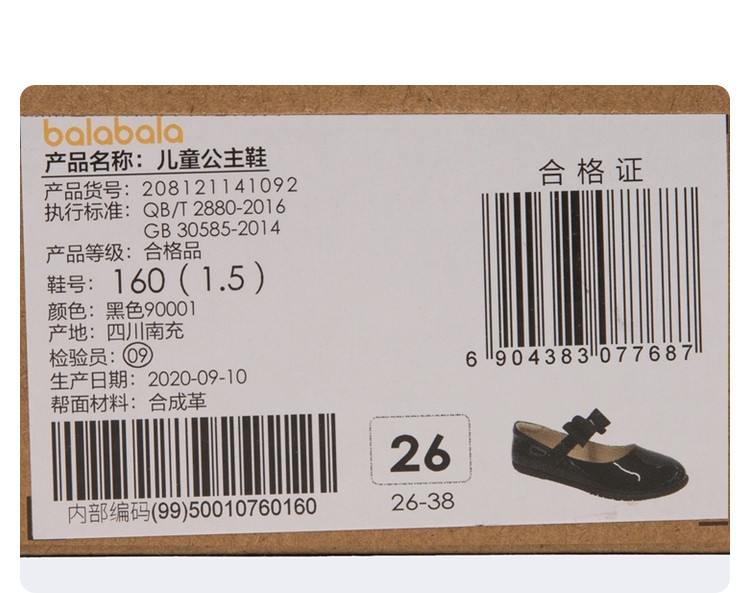 balabala
产品名称：儿童公主鞋
产品货号：208121141092
执行标准：QB/T 2880-2016
GB 30585-2014
产品等级：合格品
鞋号：160（1.5）
颜色：黑色90001
产地：四川南充
检验员：09
生产日期：2020-09-10
帮面材料：合成革
内部编码(99)50010760160
合格证
6 904383 077687
26
26-38